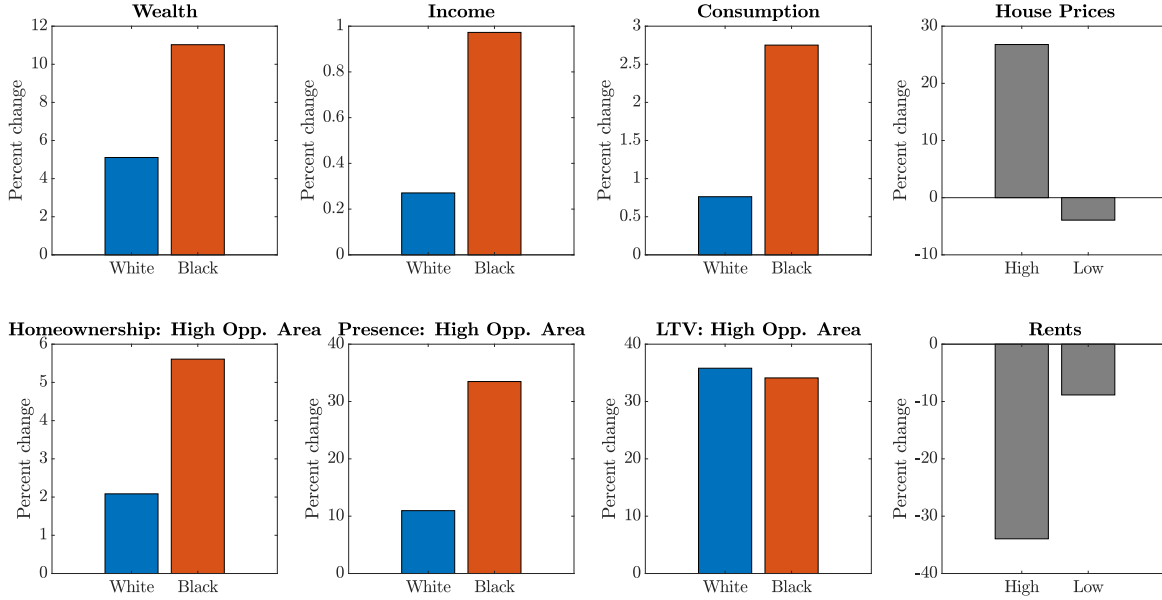 Wealth
Percent change
12
10
8
6
4
2
0
White Black
Income
Percent change
1
0.8
0.6
0.4
0.2
0
White Black
Consumption
Percent change
3
2.5
2
1.5
1
0.5
0
White Black
House Prices
Percent change
30
20
10
0
-10
High Low
Homeownership: High Opp. Area
Percent change
6
5
4
3
2
1
0
White Black
Presence: High Opp. Area
Percent change
40
30
20
10
0
White Black
LTV: High Opp. Area
Percent change
40
30
20
10
0
White Black
Rents
Percent change
0
-10
-20
-30
-40
High Low